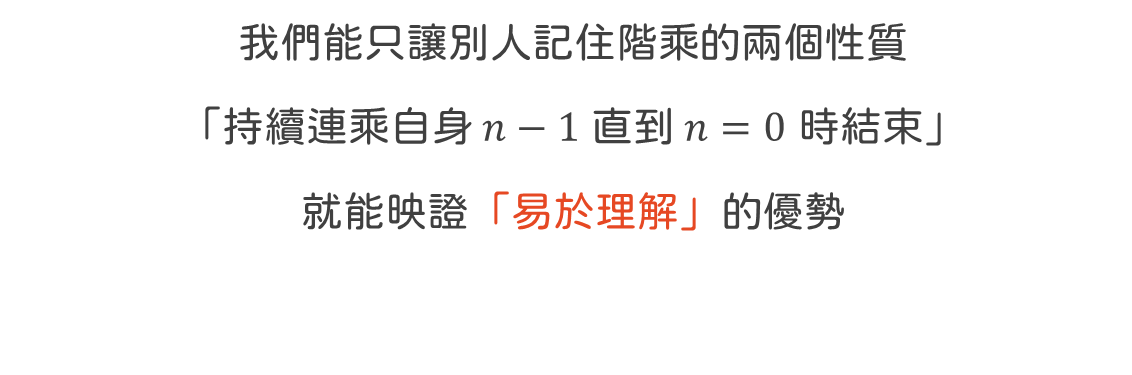 我們能只讓別人記住階乘的兩個性質
「持續連乘自身 n − 1 直到 n = 0 時結束」
就能映證「易於理解」的優勢